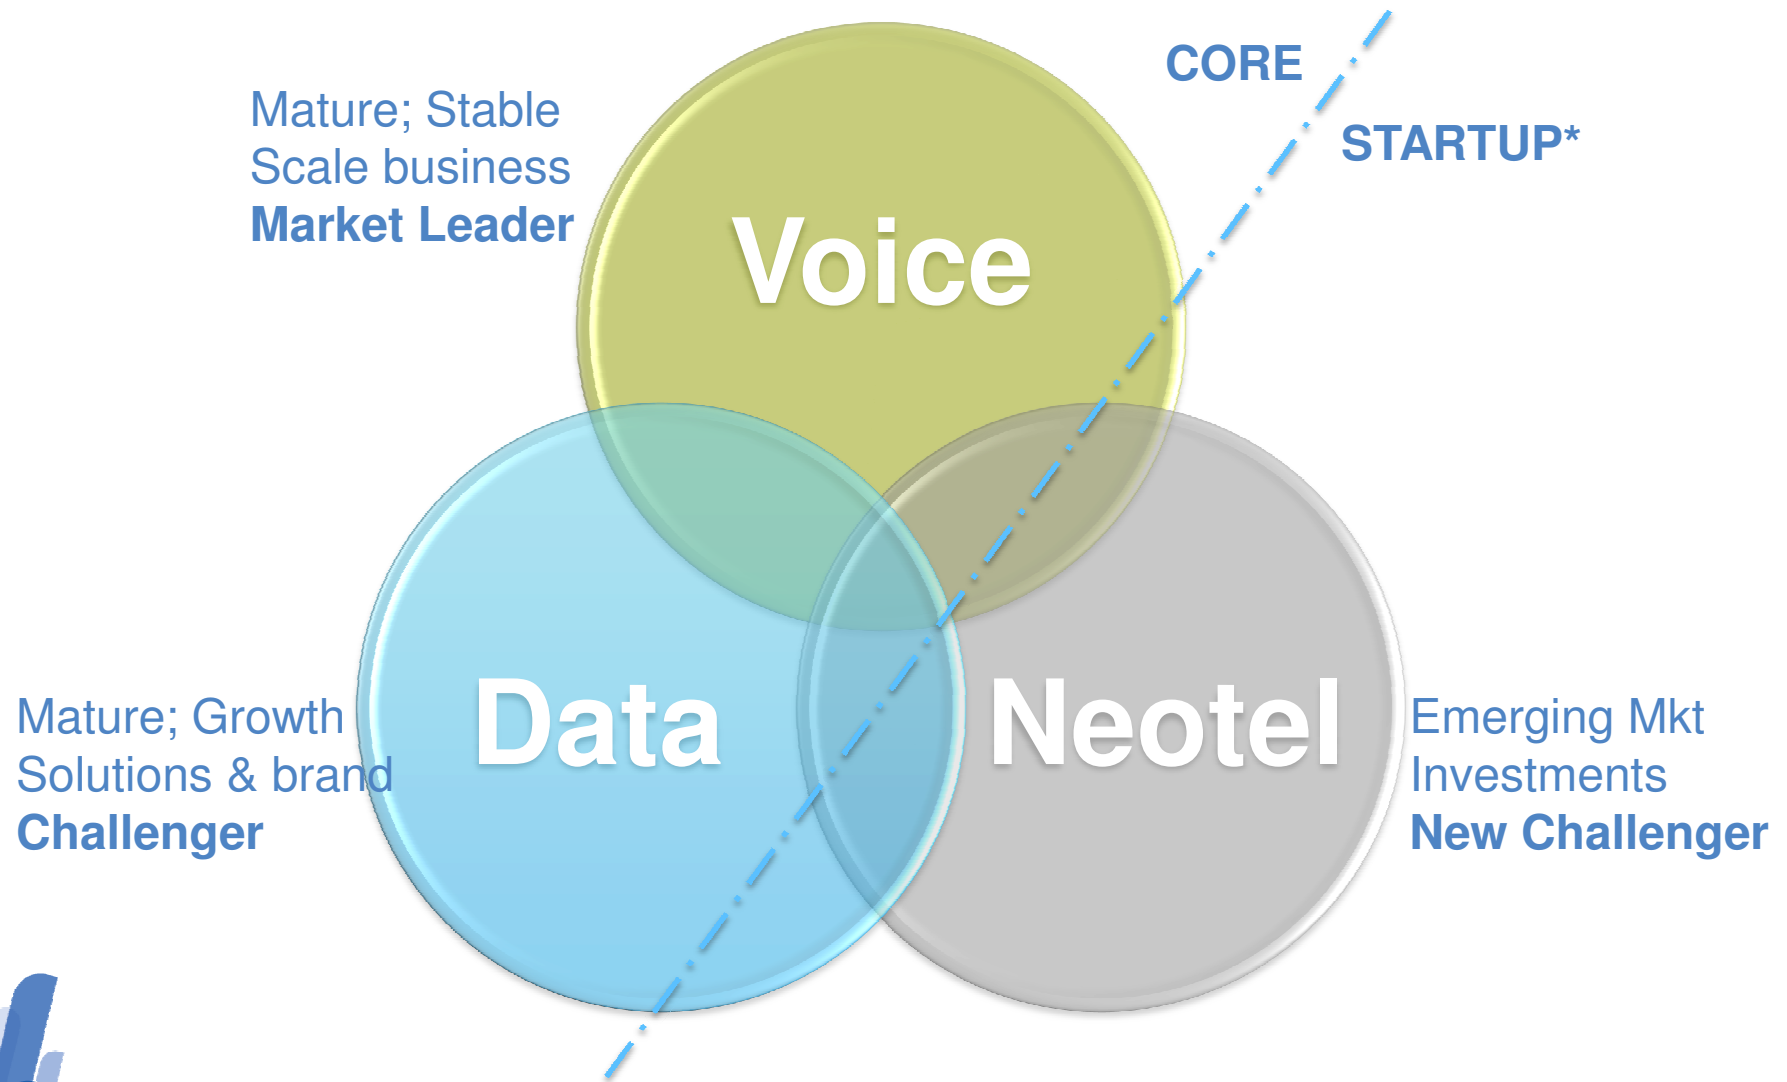 CORE
STARTUP*
Mature; Stable
Scale business
Market Leader
Voice
Data
Neotel
Mature; Growth
Solutions & brand
Challenger
Emerging Mkt
Investments
New Challenger